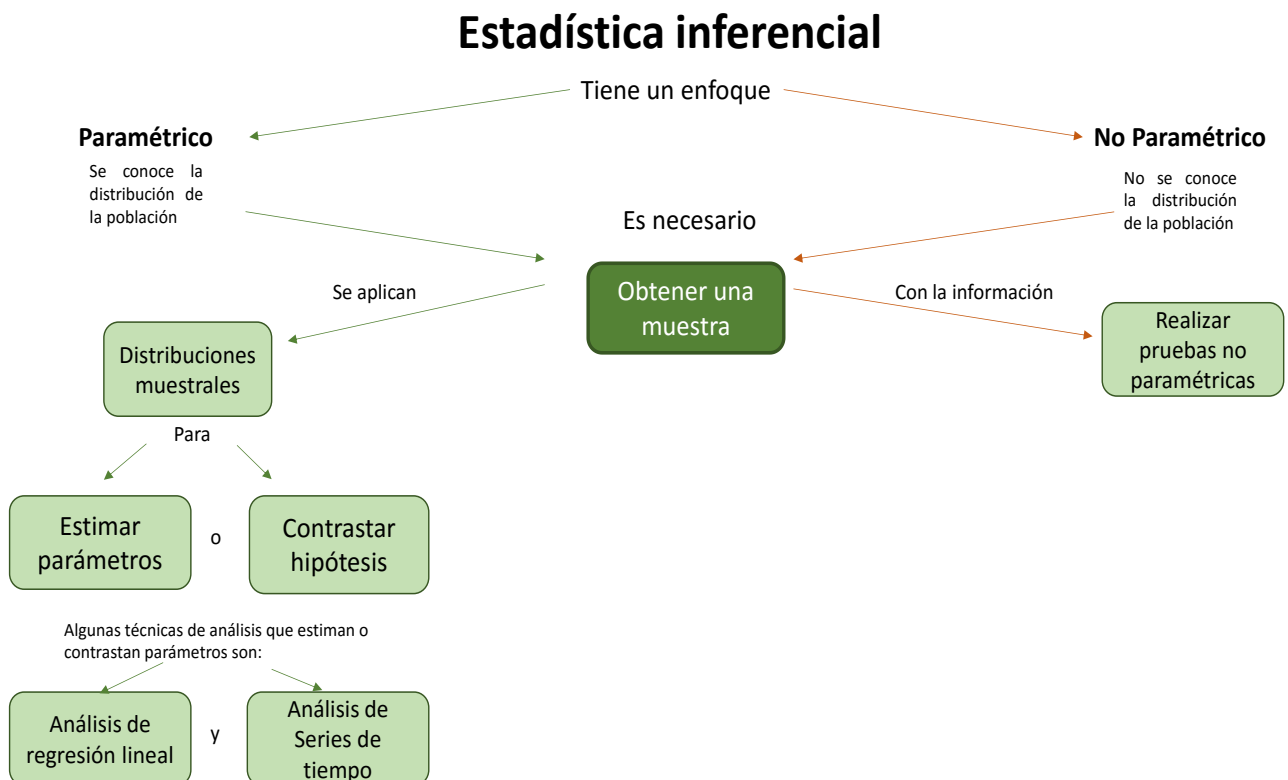 Estadística inferencial
Tiene un enfoque
Paramétrico
Se conoce la
distribución de
la población
No Paramétrico
No se conoce
la distribución
de la población
Es necesario
Obtener una
muestra
Se aplican
Con la información
Distribuciones
muestrales
Realizar
pruebas no
paramétricas
Para
Estimar
parámetros
o
Contrastar
hipótesis
Algunas técnicas de análisis que estiman o
contrastan parámetros son:
Análisis de
regresión lineal
y
Análisis de
Series de
tiempo